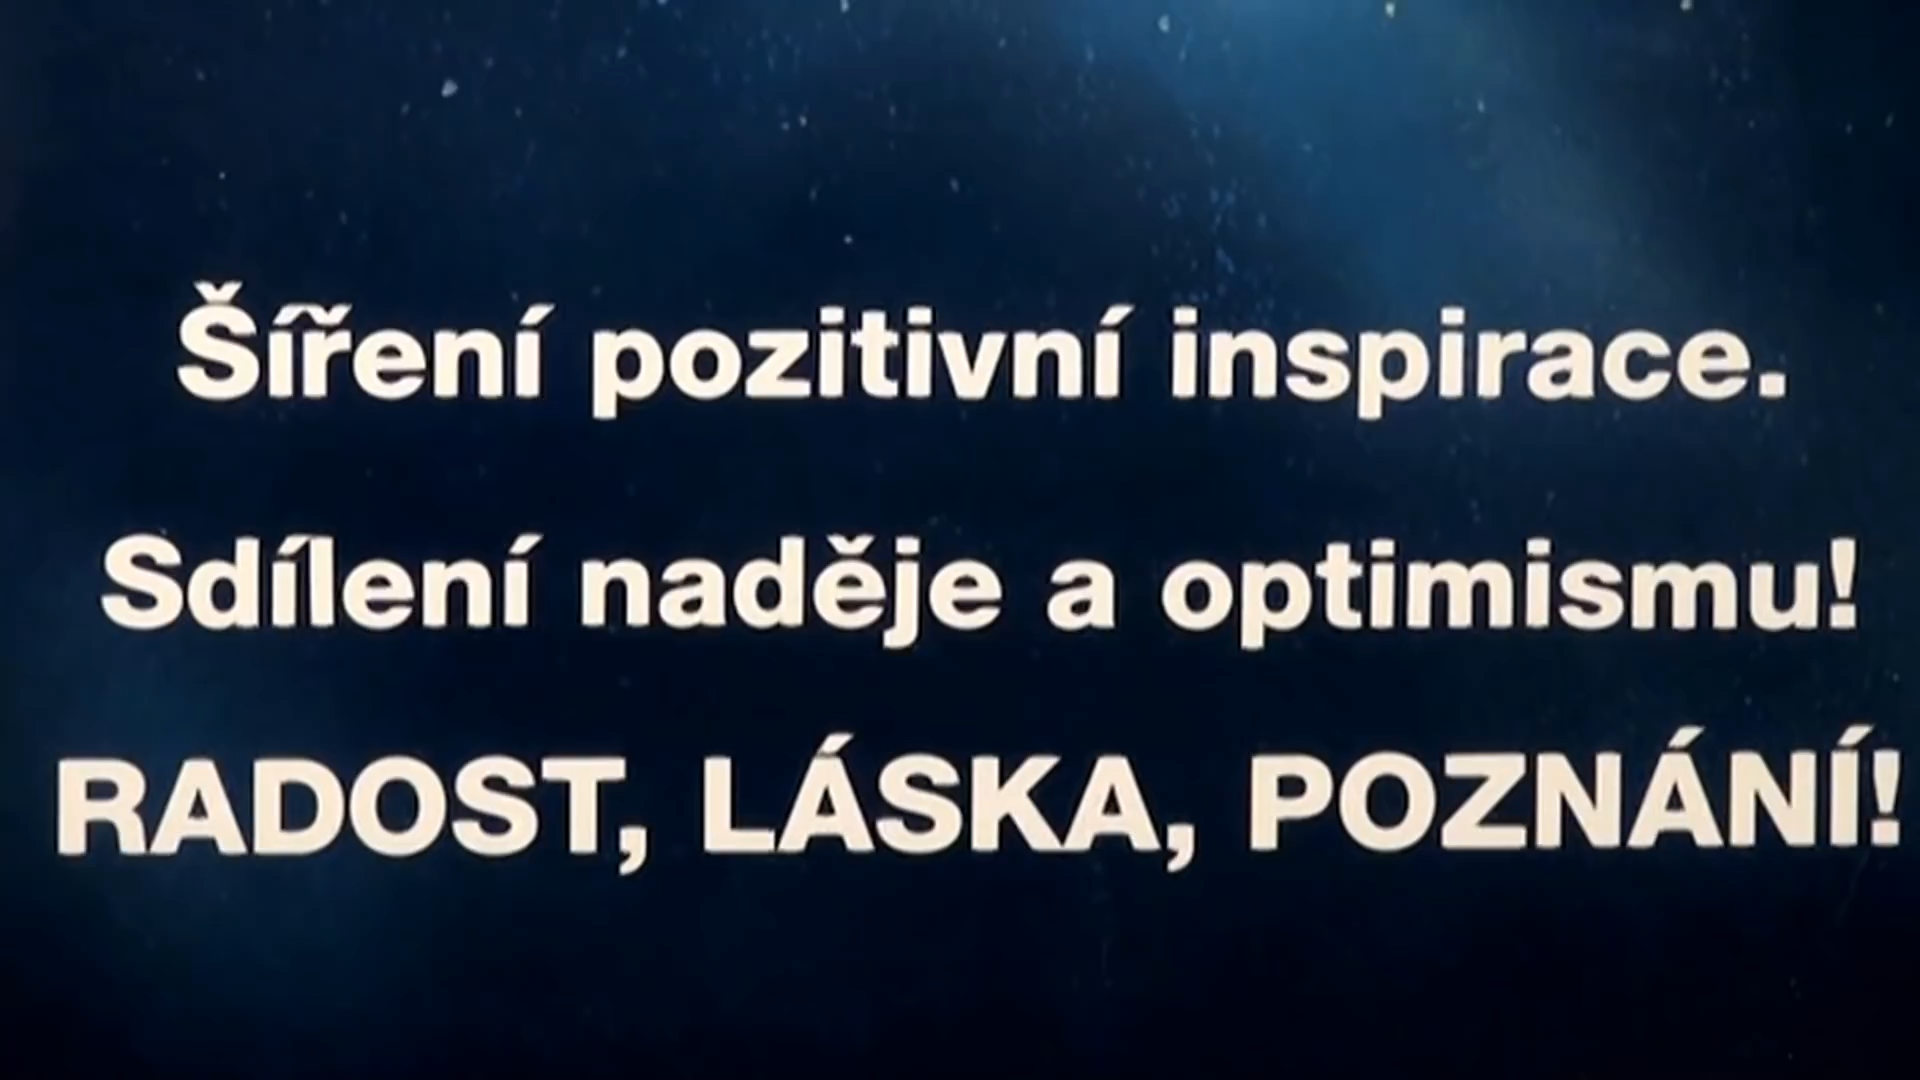 Šíření pozitivní inspirace.
Sdílení naděje a optimismu!
RADOST, LÁSKA, POZNÁNÍ!